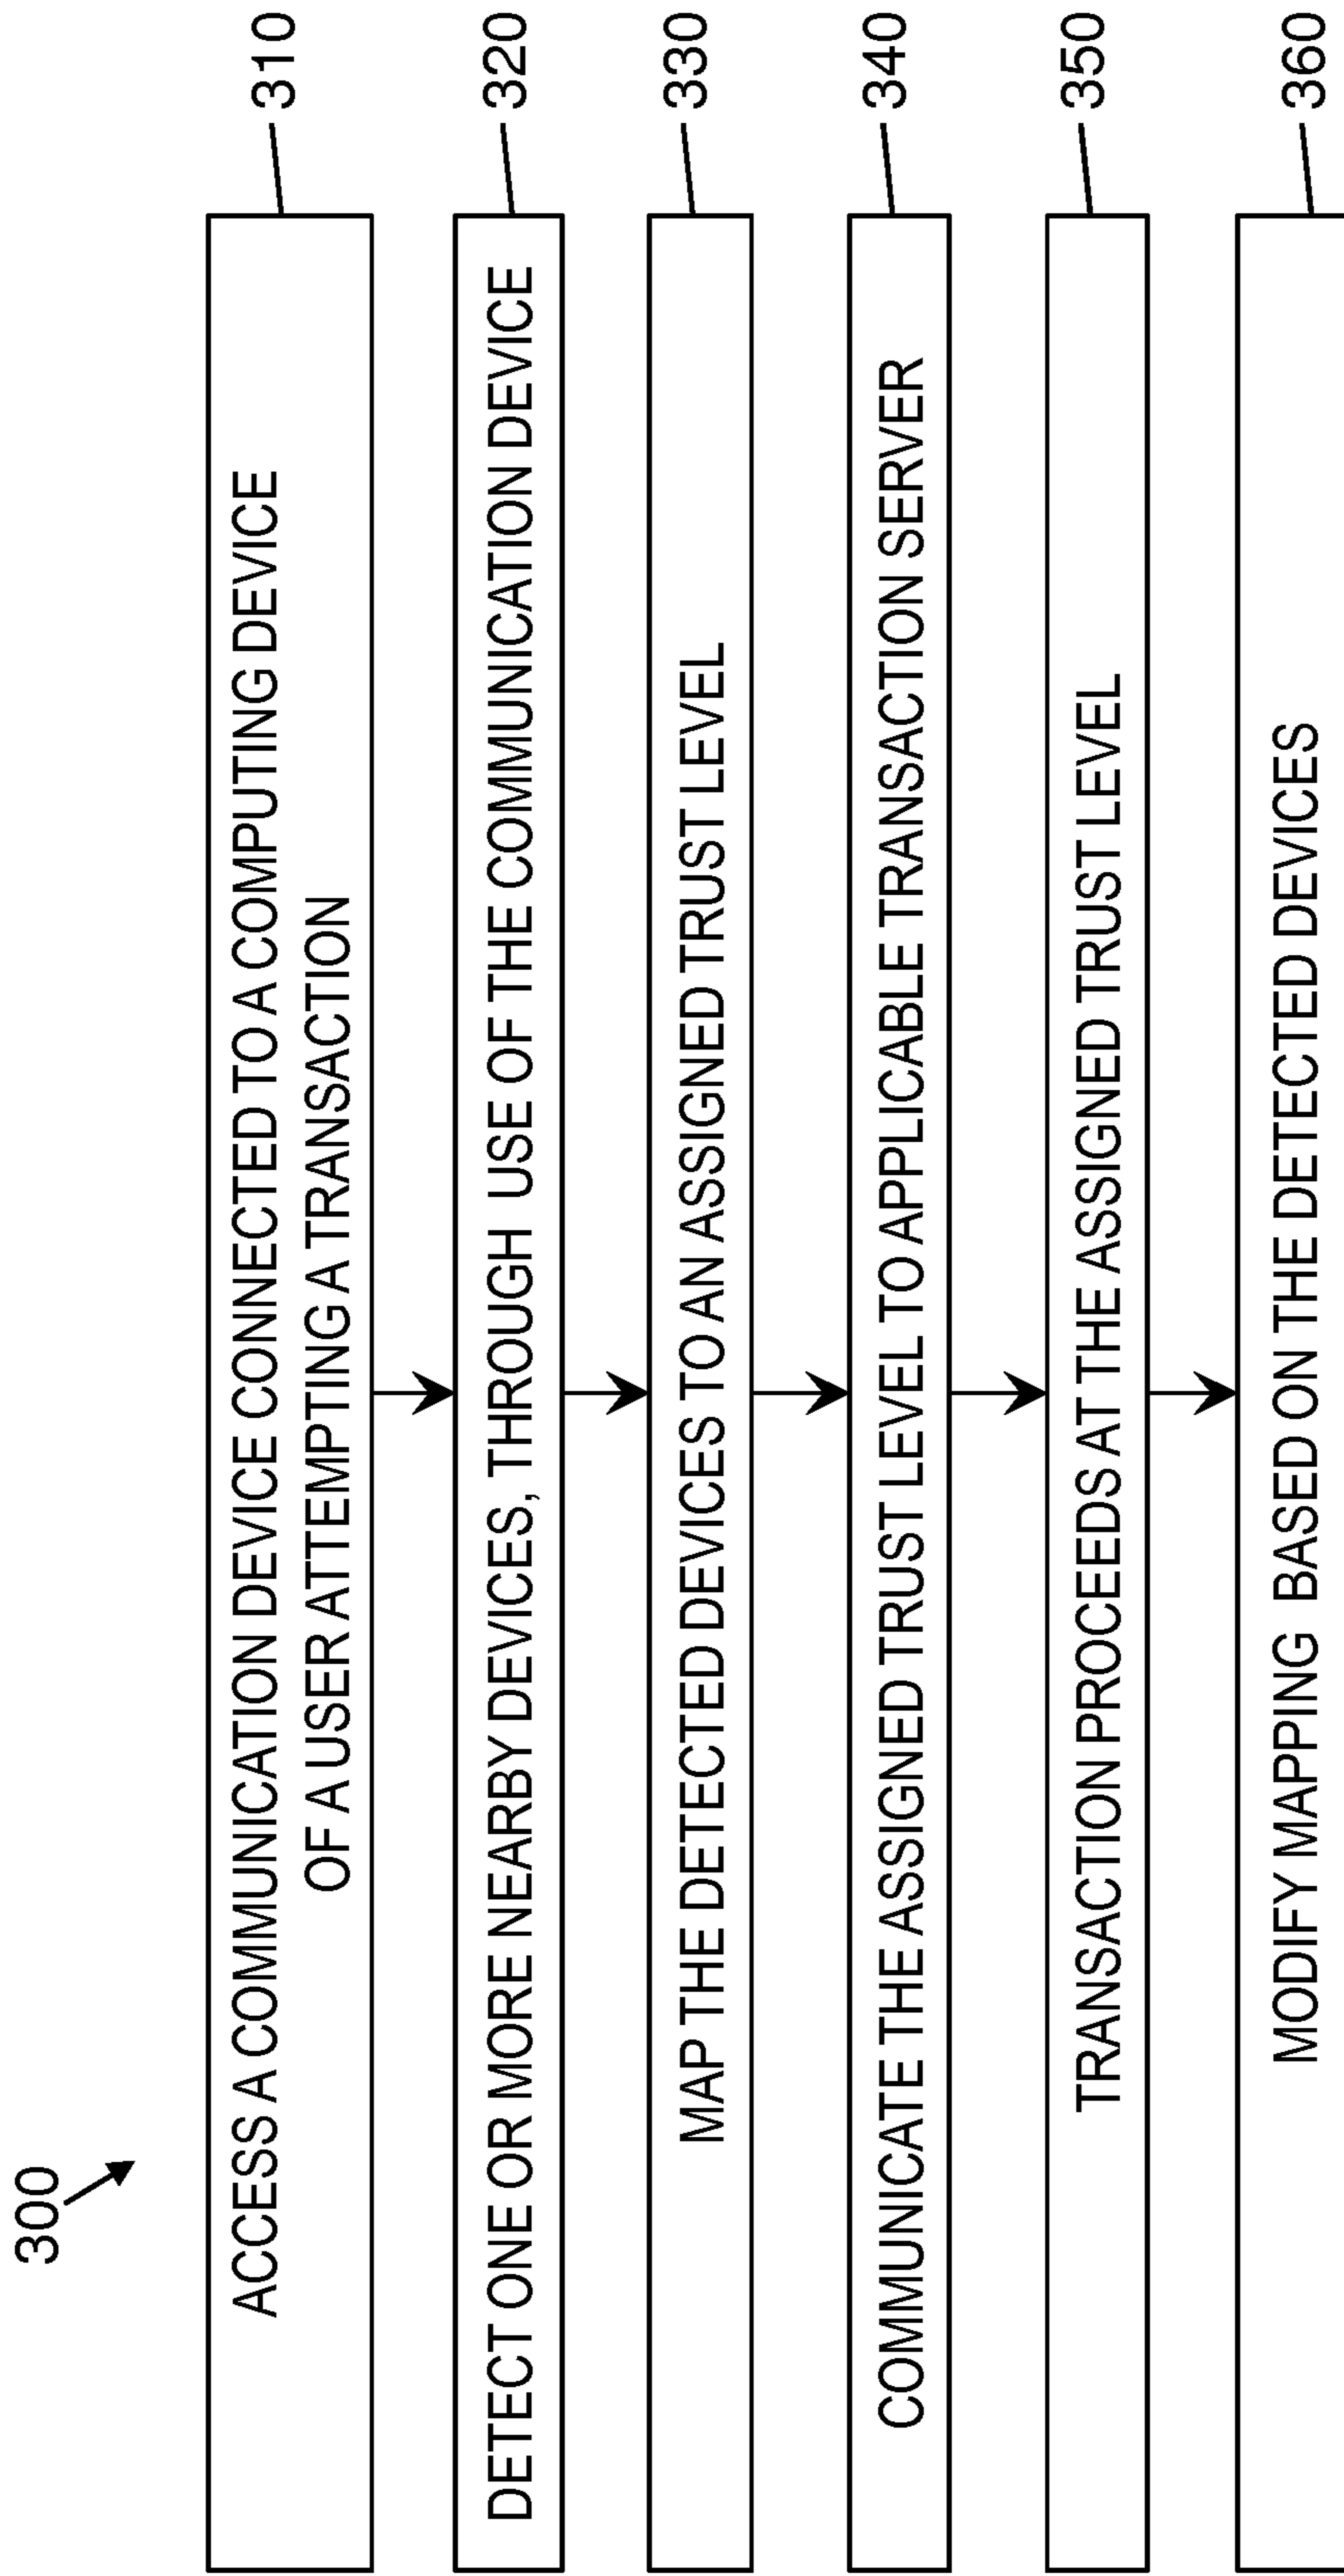 300
ACCESS A COMMUNICATION DEVICE CONNECTED TO A COMPUTING DEVICE
OF A USER ATTEMPTING A TRANSACTION
310
DETECT ONE OR MORE NEARBY DEVICES, THROUGH USE OF THE COMMUNICATION DEVICE
320
MAP THE DETECTED DEVICES TO AN ASSIGNED TRUST LEVEL
330
COMMUNICATE THE ASSIGNED TRUST LEVEL TO APPLICABLE TRANSACTION SERVER
340
TRANSACTION PROCEEDS AT THE ASSIGNED TRUST LEVEL
350
MODIFY MAPPING BASED ON THE DETECTED DEVICES
360